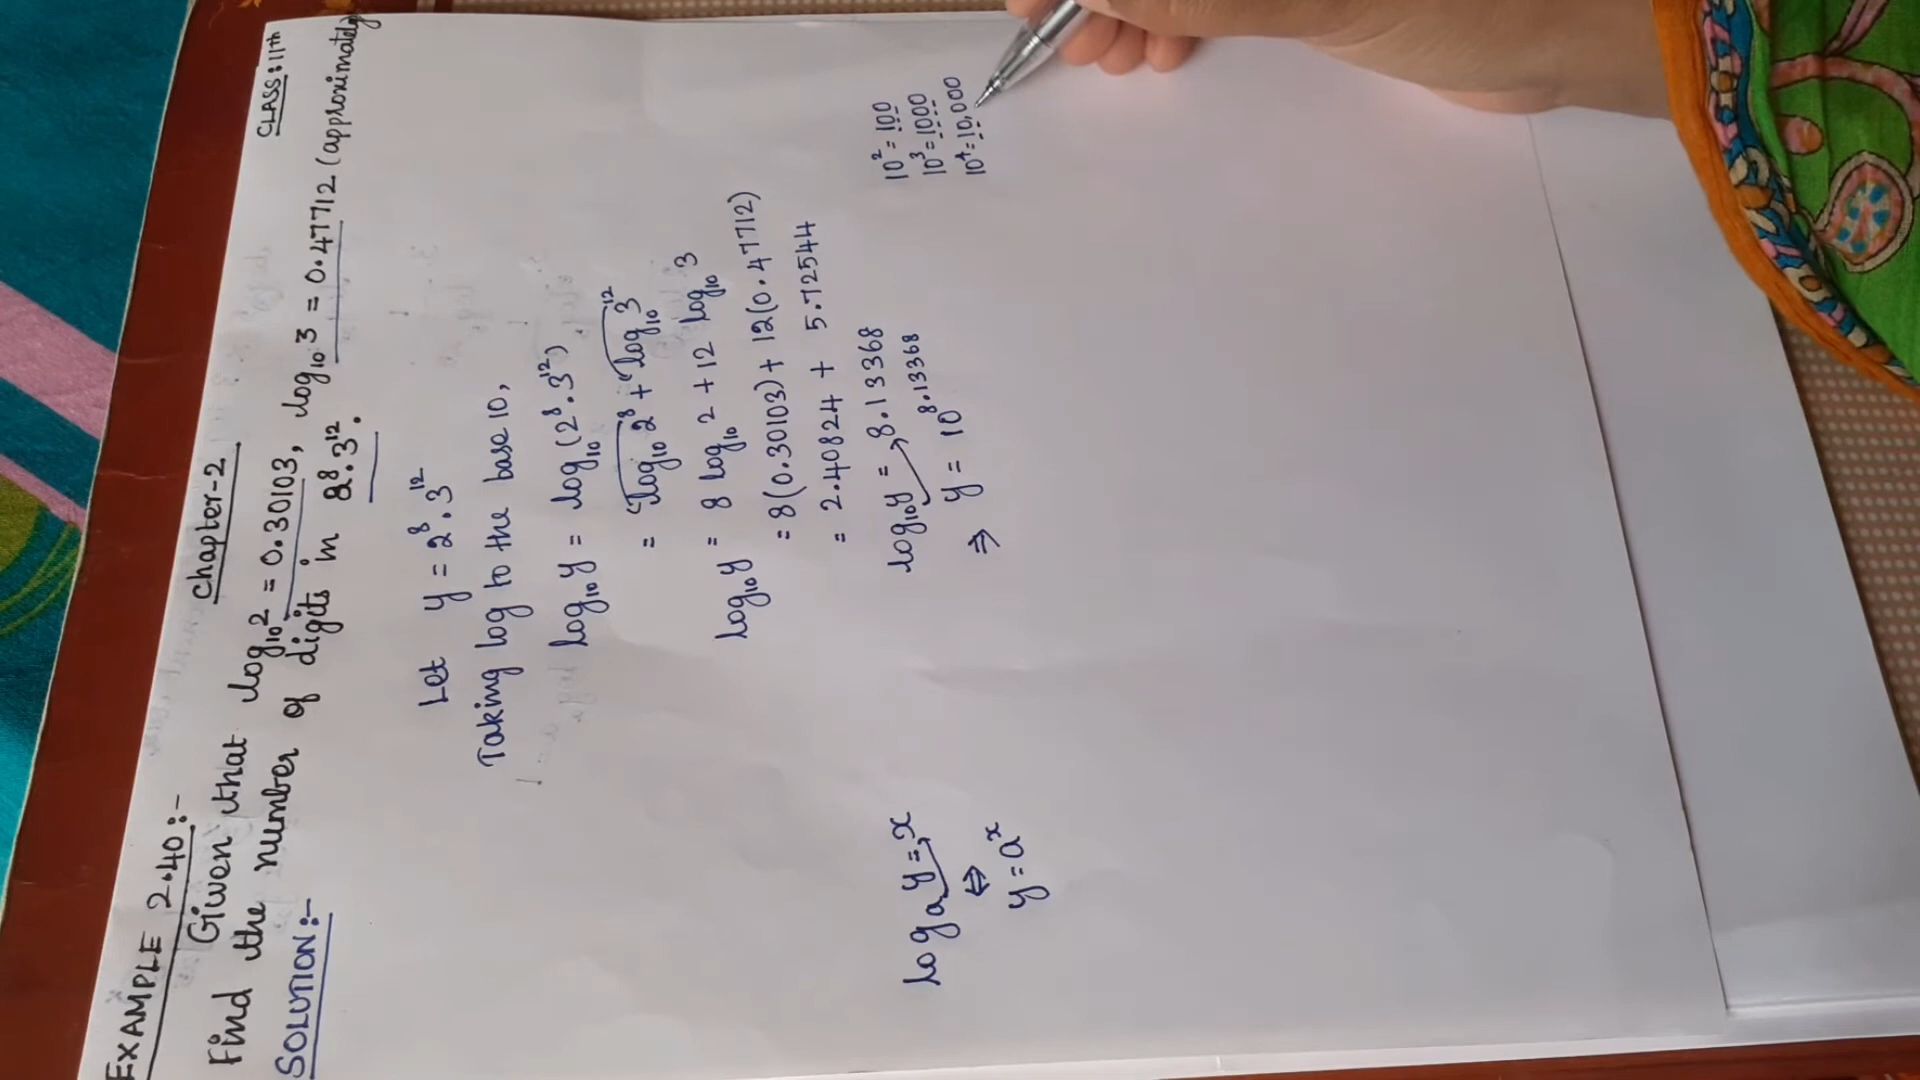 CLASS: 11th
Chapter-2
EXAMPLE 2.40:-
Given that log₁₀2 = 0.30103, log₁₀3 = 0.47712 (approximately
Find the number of digits in 2⁸.3¹².
SOLUTION:-
Let y = 2⁸.3¹²
Taking log to the base 10,
log₁₀y = log₁₀(2⁸.3¹²)
= log₁₀2⁸ + log₁₀3¹²
log₁₀y = 8 log₁₀2 + 12 log₁₀3
= 8(0.30103) + 12(0.47712)
= 2.40824 + 5.72544
log₁₀y = 8.13368
⇒ y = 10^8.13368
logₐy = x
⇔
y = aˣ
10² = 100
10³ = 1000
10⁴ = 10,000